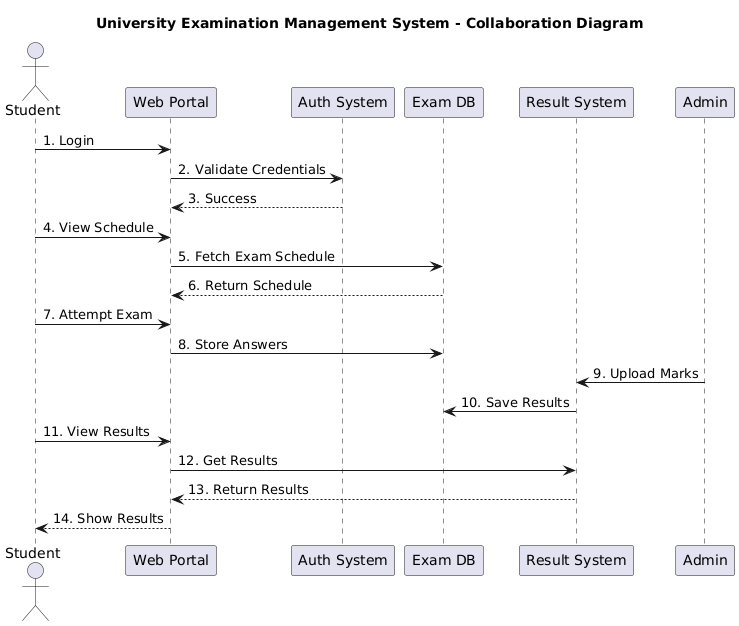 University Examination Management System - Collaboration Diagram
Student
Web Portal
Auth System
Exam DB
Result System
Admin
1. Login
2. Validate Credentials
3. Success
4. View Schedule
5. Fetch Exam Schedule
6. Return Schedule
7. Attempt Exam
8. Store Answers
9. Upload Marks
10. Save Results
11. View Results
12. Get Results
13. Return Results
14. Show Results
Student
Web Portal
Auth System
Exam DB
Result System
Admin